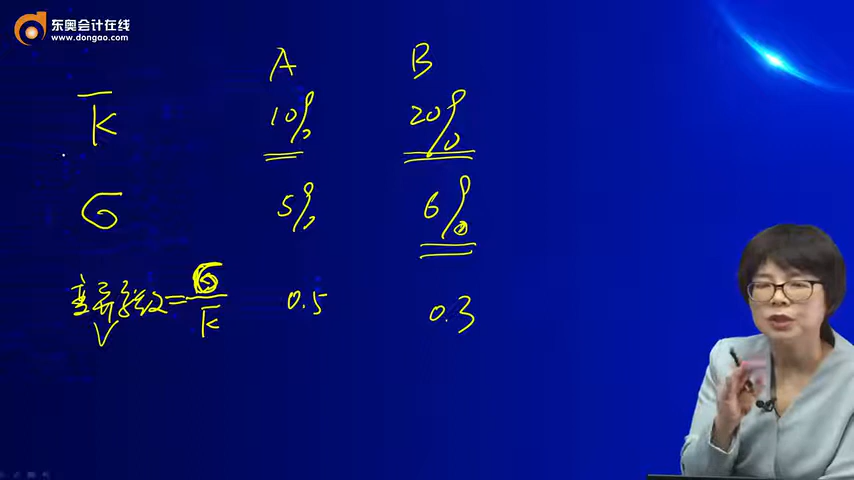 东奥会计在线
www.dongao.com
A B
K̄ 10% 20%
σ 5% 6%
变异系数=σ/K̄ 0.5 0.3
V